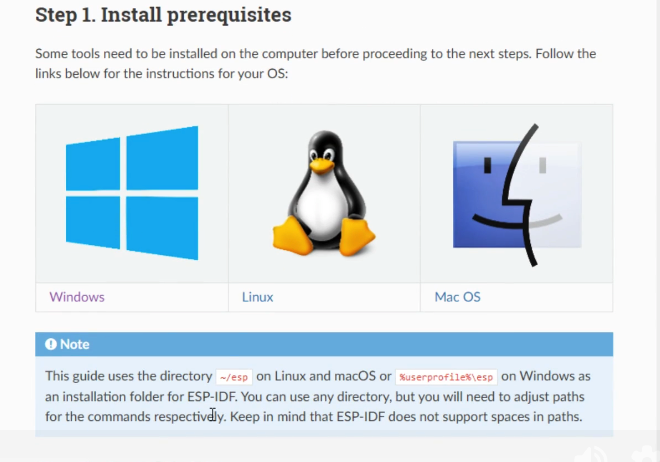 Step 1. Install prerequisites
Some tools need to be installed on the computer before proceeding to the next steps. Follow the
links below for the instructions for your OS:
Windows
Linux
Mac OS
Note
This guide uses the directory ~/esp on Linux and macOS or %userprofile%\esp on Windows as
an installation folder for ESP-IDF. You can use any directory, but you will need to adjust paths
for the commands respectively. Keep in mind that ESP-IDF does not support spaces in paths.